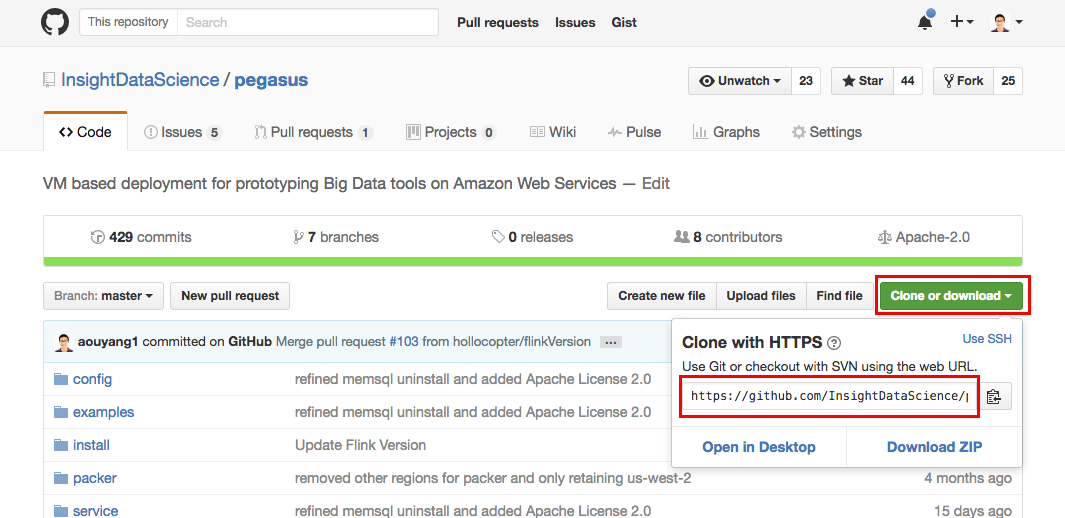 This repository Search Pull requests Issues Gist
InsightDataScience / pegasus Unwatch 23 Star 44 Fork 25
Code Issues 5 Pull requests 1 Projects 0 Wiki Pulse Graphs Settings
VM based deployment for prototyping Big Data tools on Amazon Web Services — Edit
429 commits 7 branches 0 releases 8 contributors Apache-2.0
Branch: master New pull request Create new file Upload files Find file Clone or download
aouyang1 committed on GitHub Merge pull request #103 from hollocopter/flinkVersion ...
Clone with HTTPS ? Use SSH
Use Git or checkout with SVN using the web URL.
https://github.com/InsightDataScience/p
Open in Desktop Download ZIP
config refined memsql uninstall and added Apache License 2.0
examples refined memsql uninstall and added Apache License 2.0
install Update Flink Version
packer removed other regions for packer and only retaining us-west-2 4 months ago
service refined memsql uninstall and added Apache License 2.0 15 days ago